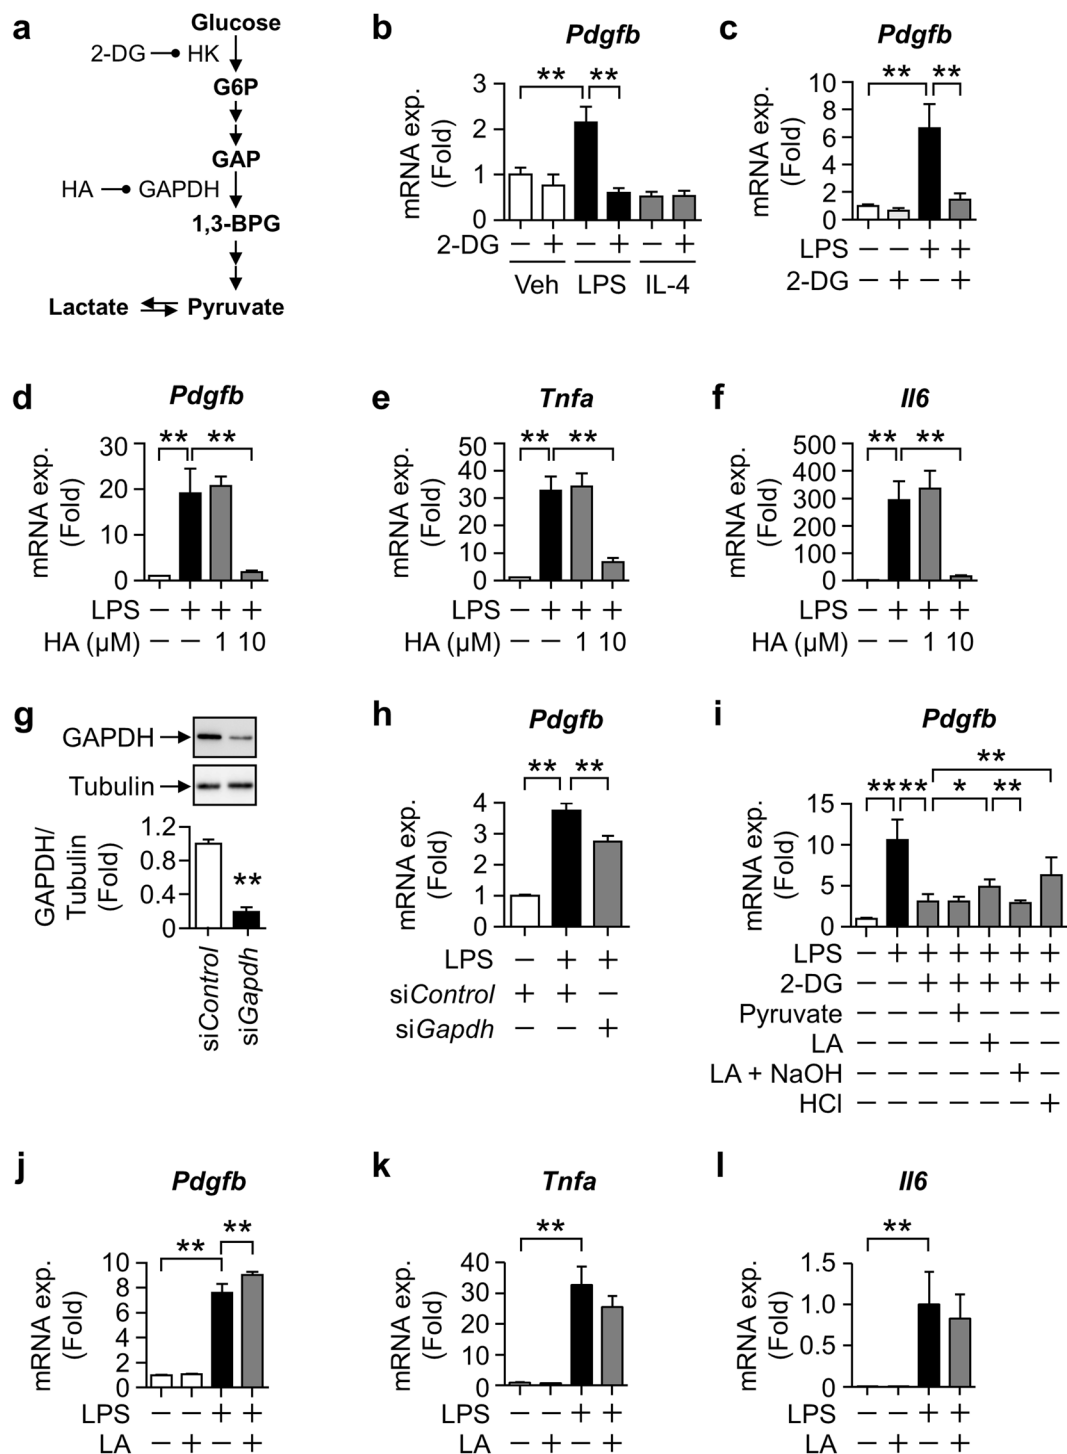 a
Glucose
2-DG HK
G6P
GAP
HA GAPDH
1,3-BPG
Lactate Pyruvate
b
Pdgfb
** **
mRNA exp.
(Fold)
3
2
1
0
2-DG − + − + − +
Veh LPS IL-4
c
Pdgfb
** **
mRNA exp.
(Fold)
10
8
6
4
2
0
LPS − − + +
2-DG − + − +
d
Pdgfb
** **
mRNA exp.
(Fold)
30
20
10
0
LPS − + + +
HA (µM) − − 1 10
e
Tnfa
** **
mRNA exp.
(Fold)
50
40
30
20
10
0
LPS − + + +
HA (µM) − − 1 10
f
Il6
** **
mRNA exp.
(Fold)
500
400
300
200
100
0
LPS − + + +
HA (µM) − − 1 10
g
GAPDH
Tubulin
GAPDH/
Tubulin
(Fold)
1.2
0.8
0.4
0
**
siControl
siGapdh
h
Pdgfb
** **
mRNA exp.
(Fold)
4
3
2
1
0
LPS − + +
siControl + + −
siGapdh − − +
i
Pdgfb
**
** ** * **
mRNA exp.
(Fold)
15
10
5
0
LPS − + + + + + +
2-DG − − + + + + +
Pyruvate − − − + − − −
LA − − − − + − −
LA + NaOH − − − − − + −
HCl − − − − − − +
j
Pdgfb
** **
mRNA exp.
(Fold)
10
8
6
4
2
0
LPS − − + +
LA − + − +
k
Tnfa
**
mRNA exp.
(Fold)
40
30
20
10
0
LPS − − + +
LA − + − +
l
Il6
**
mRNA exp.
(Fold)
1.5
1.0
0.5
0
LPS − − + +
LA − + − +